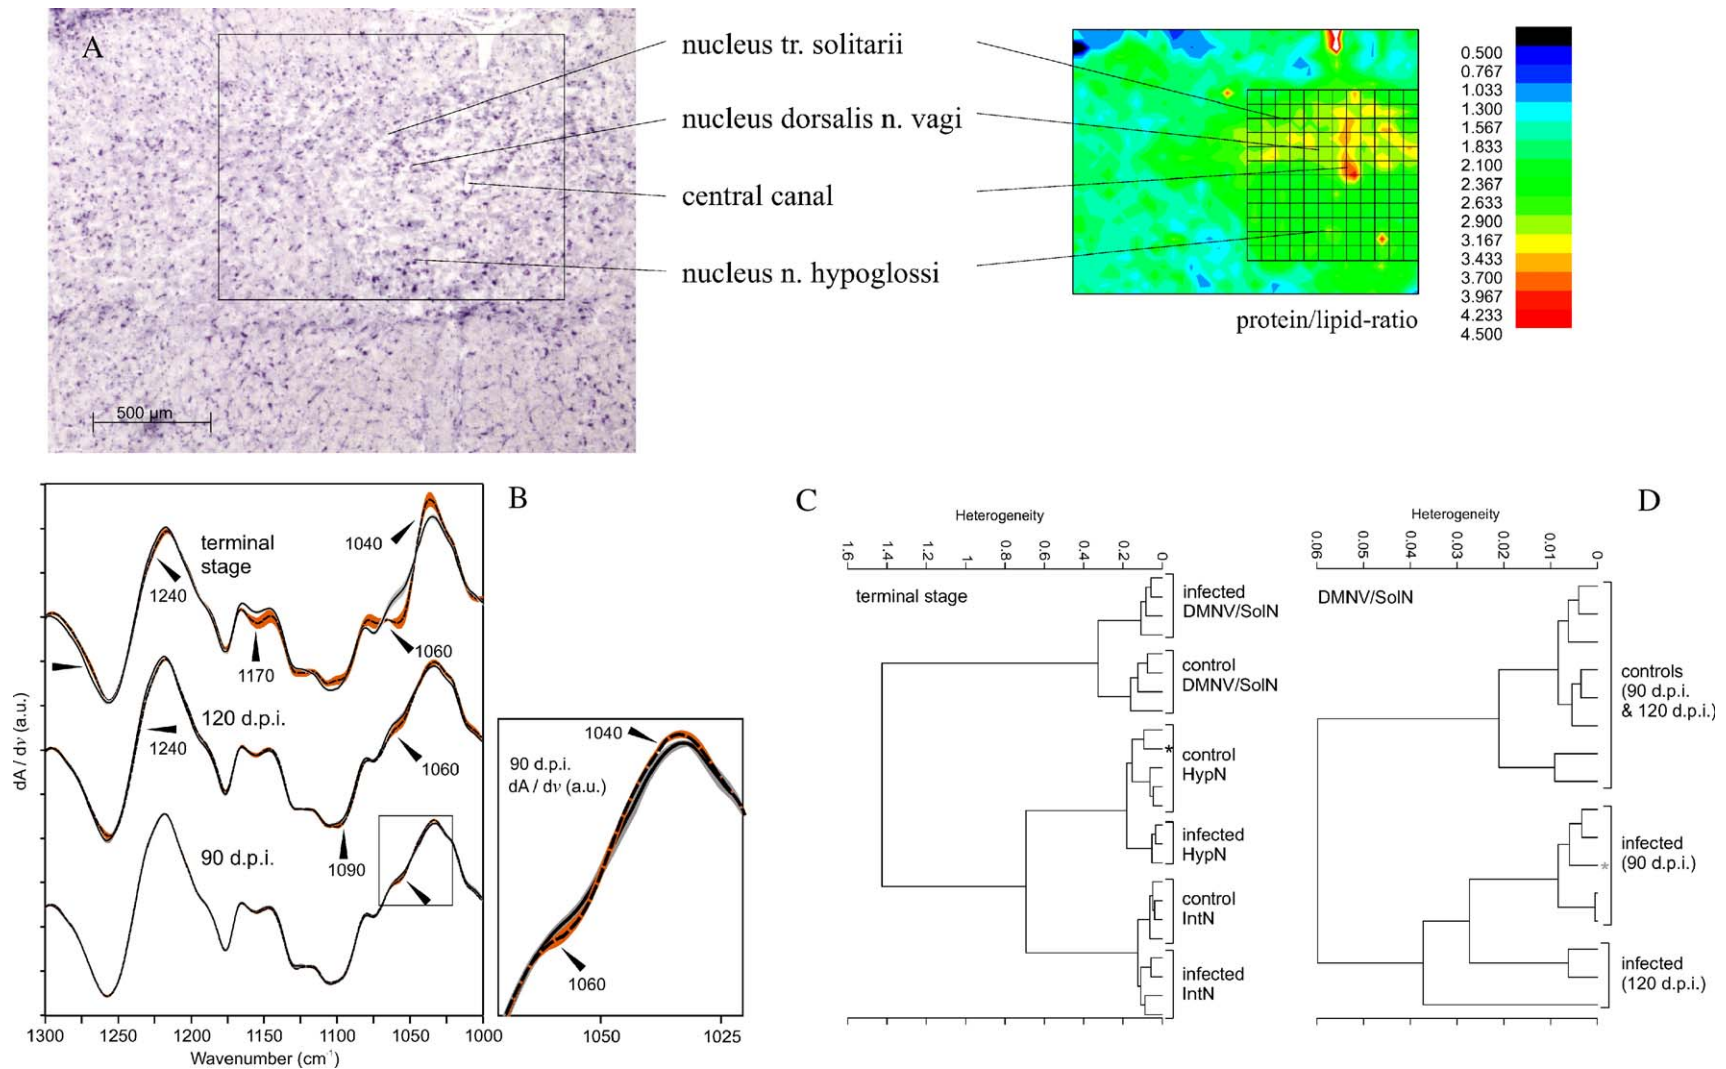 A
nucleus tr. solitarii
nucleus dorsalis n. vagi
central canal
nucleus n. hypoglossi
500 µm
protein/lipid-ratio
0.500
0.767
1.033
1.300
1.567
1.833
2.100
2.367
2.633
2.900
3.167
3.433
3.700
3.967
4.233
4.500
B
terminal
stage
1040
1240
1170
1060
120 d.p.i.
1240
1060
1090
90 d.p.i.
dA / dν (a.u.)
1300
1250
1200
1150
1100
1050
1000
Wavenumber (cm⁻¹)
90 d.p.i.
dA / dν (a.u.)
1040
1060
1050
1025
C
Heterogeneity
1.6
1.4
1.2
1
0.8
0.6
0.4
0.2
0
terminal stage
infected
DMNV/SolN
control
DMNV/SolN
*
control
HypN
infected
HypN
control
IntN
infected
IntN
D
Heterogeneity
0.06
0.05
0.04
0.03
0.02
0.01
0
DMNV/SolN
controls
(90 d.p.i.
& 120 d.p.i.)
infected
* (90 d.p.i.)
infected
(120 d.p.i.)